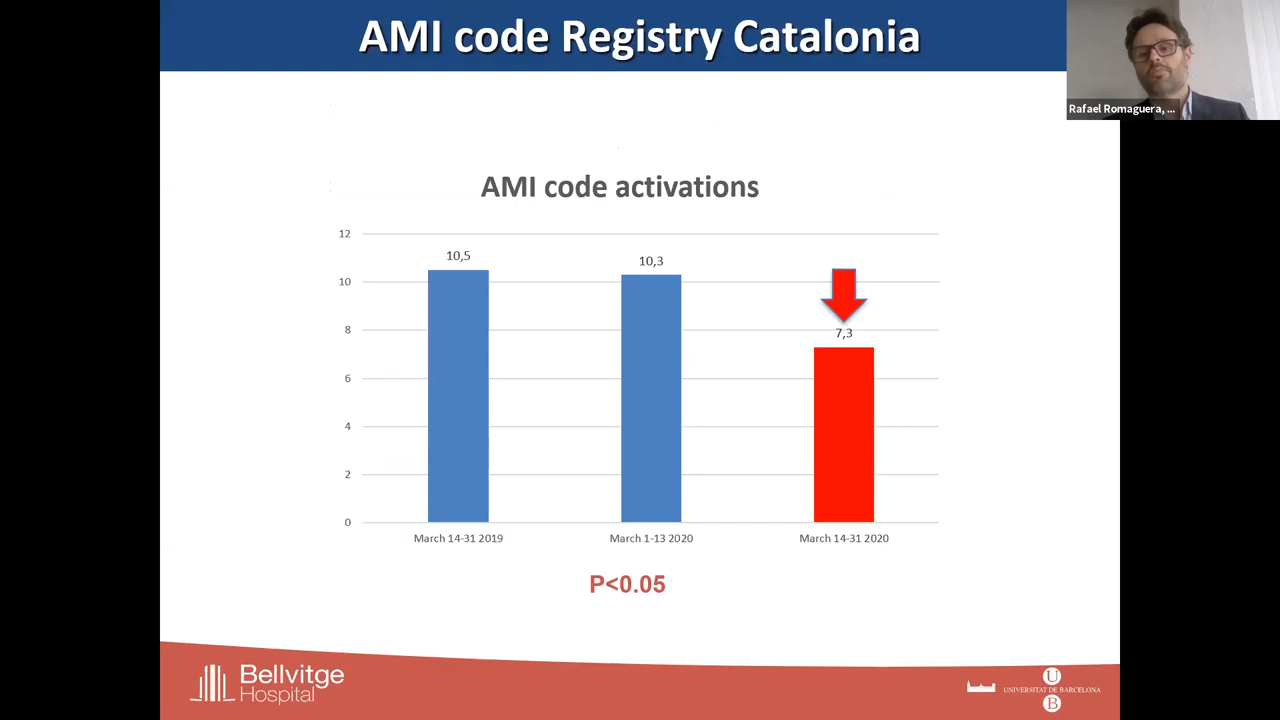 AMI code Registry Catalonia
Rafael Romaguera, ...
AMI code activations
12
10
8
6
4
2
0
10,5
10,3
7,3
March 14-31 2019
March 1-13 2020
March 14-31 2020
P<0.05
Bellvitge
Hospital
U
UNIVERSITAT DE BARCELONA
B